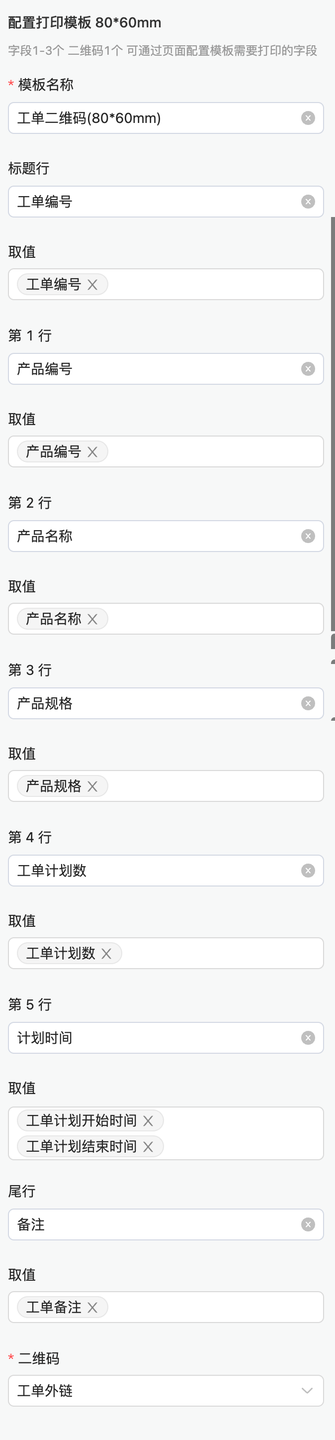 配置打印模板 80*60mm
字段1-3个 二维码1个 可通过页面配置模板需要打印的字段
* 模板名称
工单二维码(80*60mm)
标题行
工单编号
取值
工单编号
第 1 行
产品编号
取值
产品编号
第 2 行
产品名称
取值
产品名称
第 3 行
产品规格
取值
产品规格
第 4 行
工单计划数
取值
工单计划数
第 5 行
计划时间
取值
工单计划开始时间
工单计划结束时间
尾行
备注
取值
工单备注
* 二维码
工单外链